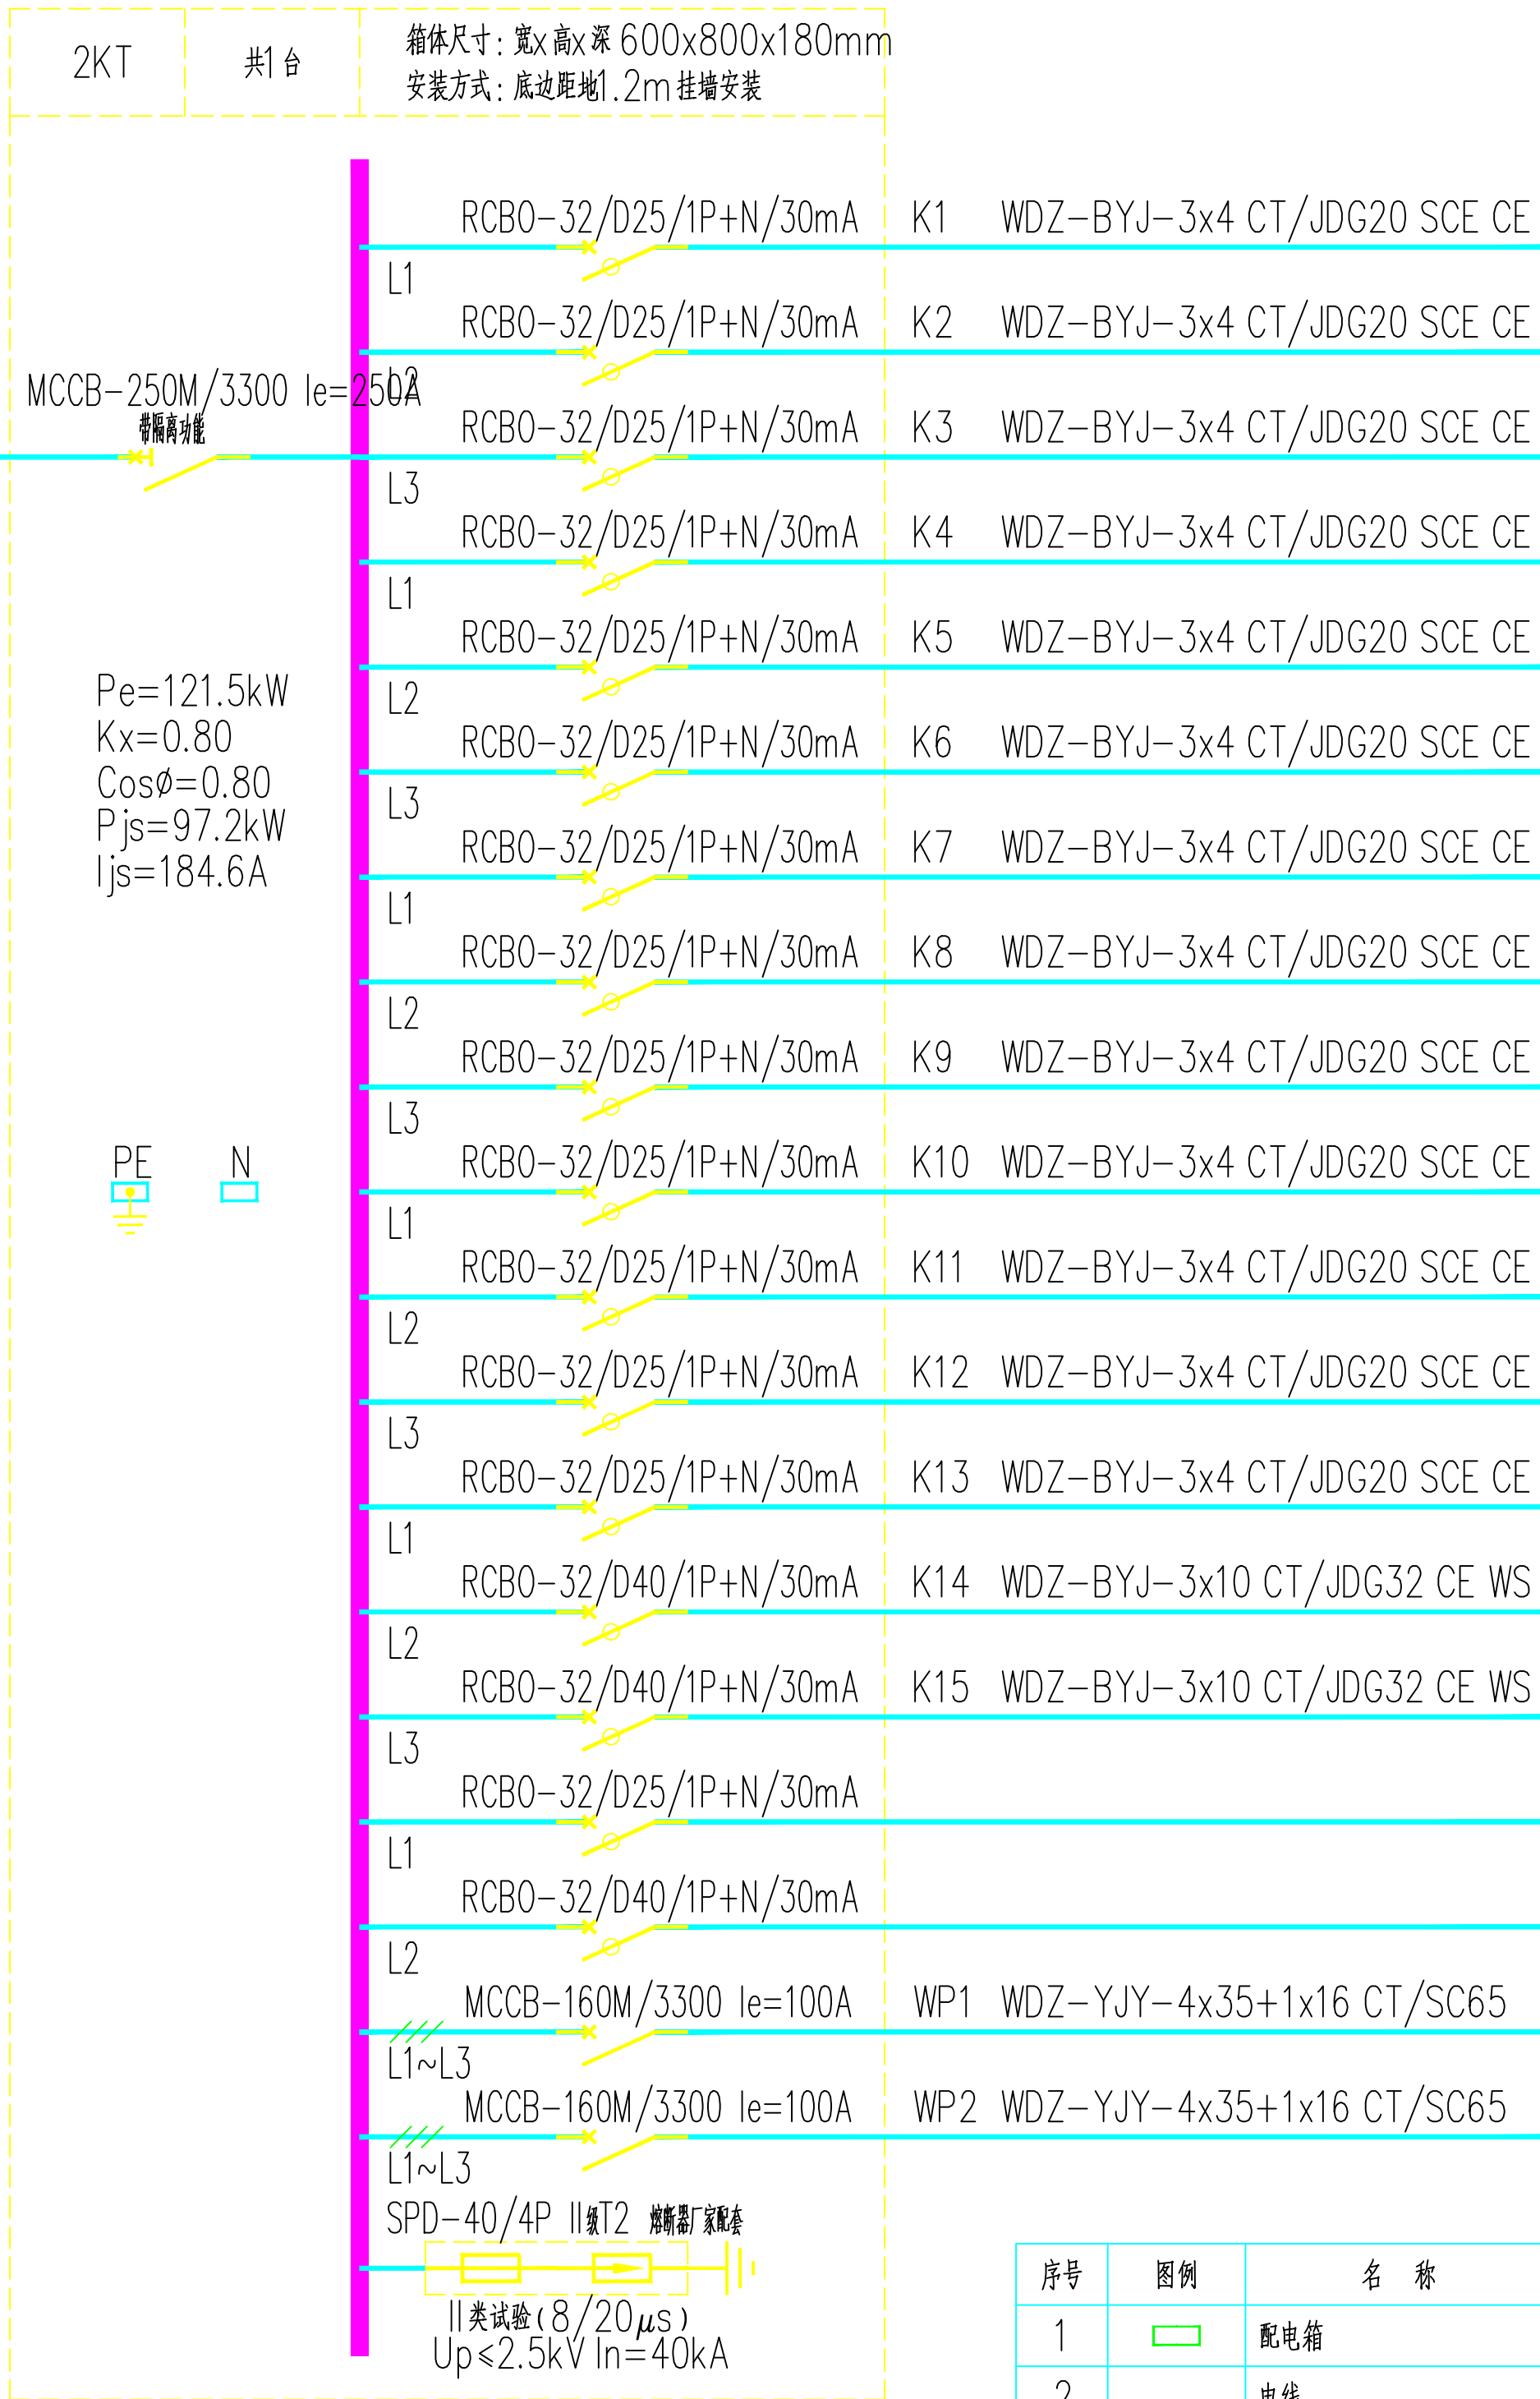 2KT
共1台
箱体尺寸: 宽x高x深 600x800x180mm
安装方式: 底边距地1.2m挂墙安装
RCBO-32/D25/1P+N/30mA K1 WDZ-BYJ-3x4 CT/JDG20 SCE CE
L1
RCBO-32/D25/1P+N/30mA K2 WDZ-BYJ-3x4 CT/JDG20 SCE CE
L2
MCCB-250M/3300 Ie=250A
带隔离功能
RCBO-32/D25/1P+N/30mA K3 WDZ-BYJ-3x4 CT/JDG20 SCE CE
L3
RCBO-32/D25/1P+N/30mA K4 WDZ-BYJ-3x4 CT/JDG20 SCE CE
L1
RCBO-32/D25/1P+N/30mA K5 WDZ-BYJ-3x4 CT/JDG20 SCE CE
L2
Pe=121.5kW
Kx=0.80
Cosø=0.80
Pjs=97.2kW
Ijs=184.6A
RCBO-32/D25/1P+N/30mA K6 WDZ-BYJ-3x4 CT/JDG20 SCE CE
L3
RCBO-32/D25/1P+N/30mA K7 WDZ-BYJ-3x4 CT/JDG20 SCE CE
L1
RCBO-32/D25/1P+N/30mA K8 WDZ-BYJ-3x4 CT/JDG20 SCE CE
L2
RCBO-32/D25/1P+N/30mA K9 WDZ-BYJ-3x4 CT/JDG20 SCE CE
L3
PE N
RCBO-32/D25/1P+N/30mA K10 WDZ-BYJ-3x4 CT/JDG20 SCE CE
L1
RCBO-32/D25/1P+N/30mA K11 WDZ-BYJ-3x4 CT/JDG20 SCE CE
L2
RCBO-32/D25/1P+N/30mA K12 WDZ-BYJ-3x4 CT/JDG20 SCE CE
L3
RCBO-32/D25/1P+N/30mA K13 WDZ-BYJ-3x4 CT/JDG20 SCE CE
L1
RCBO-32/D40/1P+N/30mA K14 WDZ-BYJ-3x10 CT/JDG32 CE WS
L2
RCBO-32/D40/1P+N/30mA K15 WDZ-BYJ-3x10 CT/JDG32 CE WS
L3
RCBO-32/D25/1P+N/30mA
L1
RCBO-32/D40/1P+N/30mA
L2
MCCB-160M/3300 Ie=100A WP1 WDZ-YJY-4x35+1x16 CT/SC65
L1~L3
MCCB-160M/3300 Ie=100A WP2 WDZ-YJY-4x35+1x16 CT/SC65
L1~L3
SPD-40/4P II级T2 熔断器厂家配套
II类试验(8/20μs)
Up≤2.5kV In=40kA
序号 图例 名 称
1 配电箱
2 电线